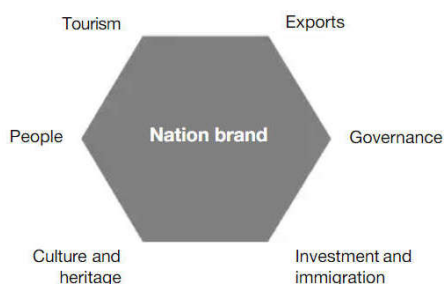 Tourism
Exports
People
Nation brand
Governance
Culture and
heritage
Investment and
immigration